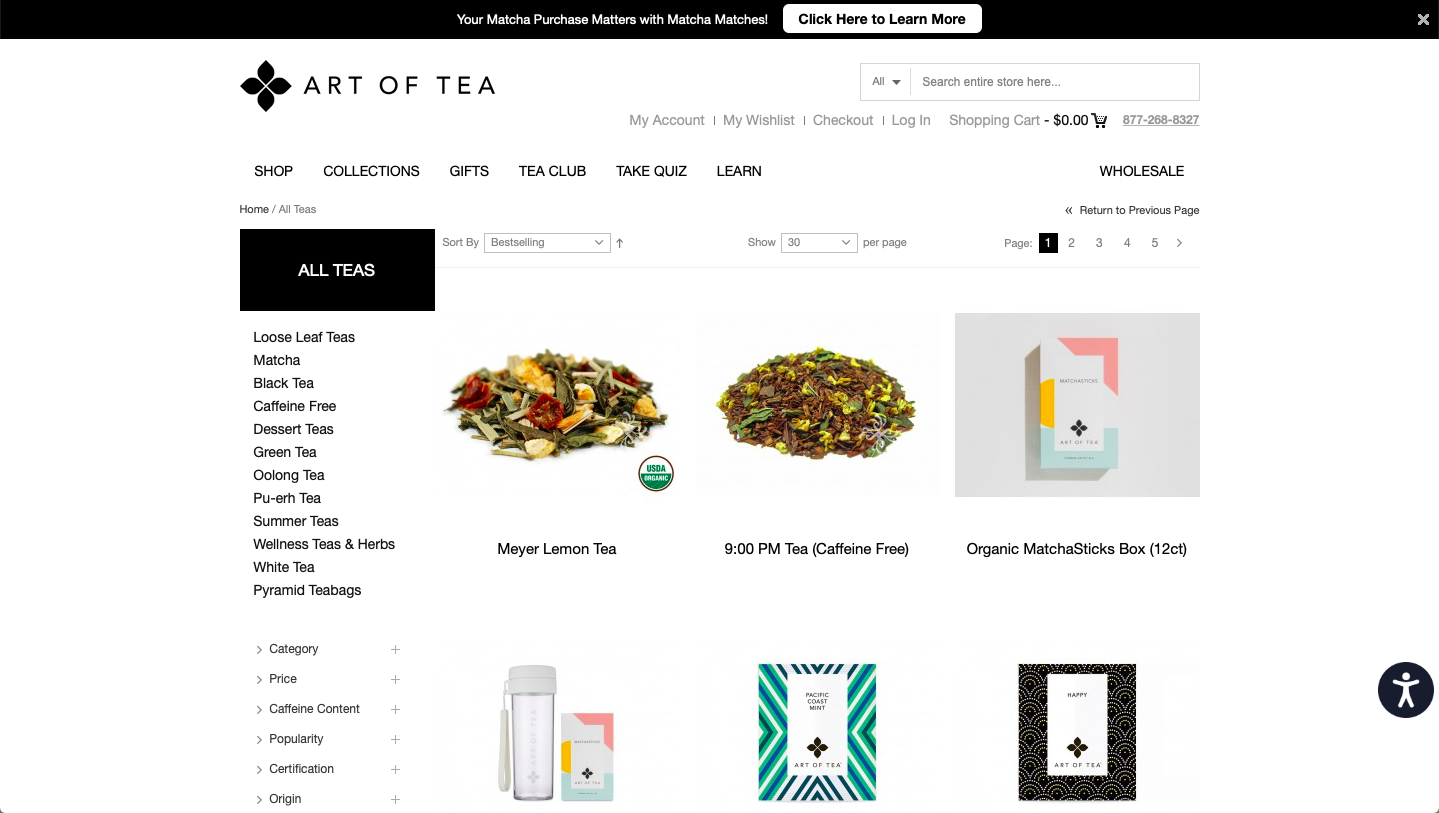 Your Matcha Purchase Matters with Matcha Matches!
Click Here to Learn More
ART OF TEA
All
Search entire store here...
My Account
My Wishlist
Checkout
Log In
Shopping Cart - $0.00
877-268-8327
SHOP
COLLECTIONS
GIFTS
TEA CLUB
TAKE QUIZ
LEARN
WHOLESALE
Home / All Teas
« Return to Previous Page
ALL TEAS
Sort By
Bestselling
Show
30
per page
Page:
1
2
3
4
5
Loose Leaf Teas
Matcha
Black Tea
Caffeine Free
Dessert Teas
Green Tea
Oolong Tea
Pu-erh Tea
Summer Teas
Wellness Teas & Herbs
White Tea
Pyramid Teabags
Category
Price
Caffeine Content
Popularity
Certification
Origin
USDA
ORGANIC
MATCHASTICKS
ART OF TEA
Meyer Lemon Tea
9:00 PM Tea (Caffeine Free)
Organic MatchaSticks Box (12ct)
ART OF TEA
MATCHASTICKS
ART OF TEA
PACIFIC
COAST
MINT
ART OF TEA
HAPPY
ART OF TEA